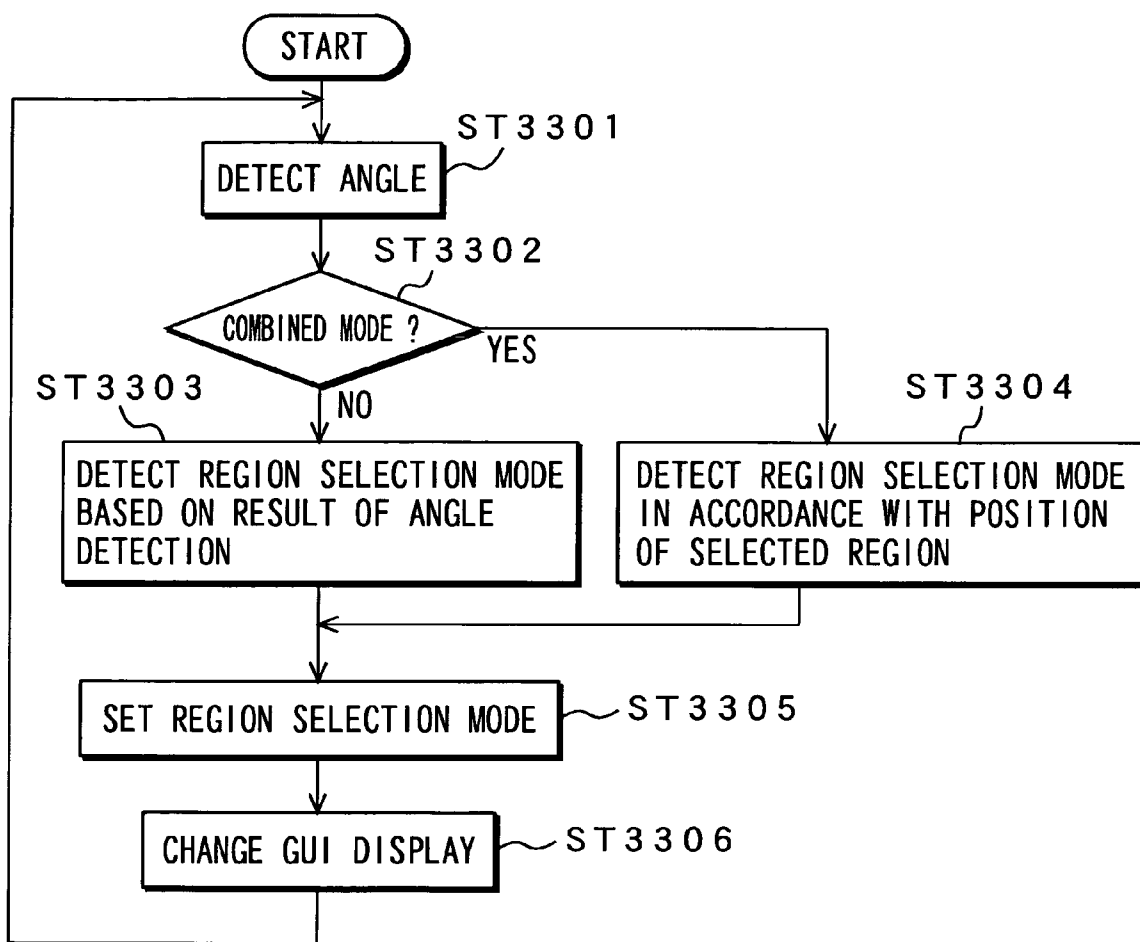 START
ST3301
DETECT ANGLE
ST3302
COMBINED MODE ?
YES
NO
ST3303
DETECT REGION SELECTION MODE
BASED ON RESULT OF ANGLE
DETECTION
ST3304
DETECT REGION SELECTION MODE
IN ACCORDANCE WITH POSITION
OF SELECTED REGION
SET REGION SELECTION MODE
ST3305
CHANGE GUI DISPLAY
ST3306